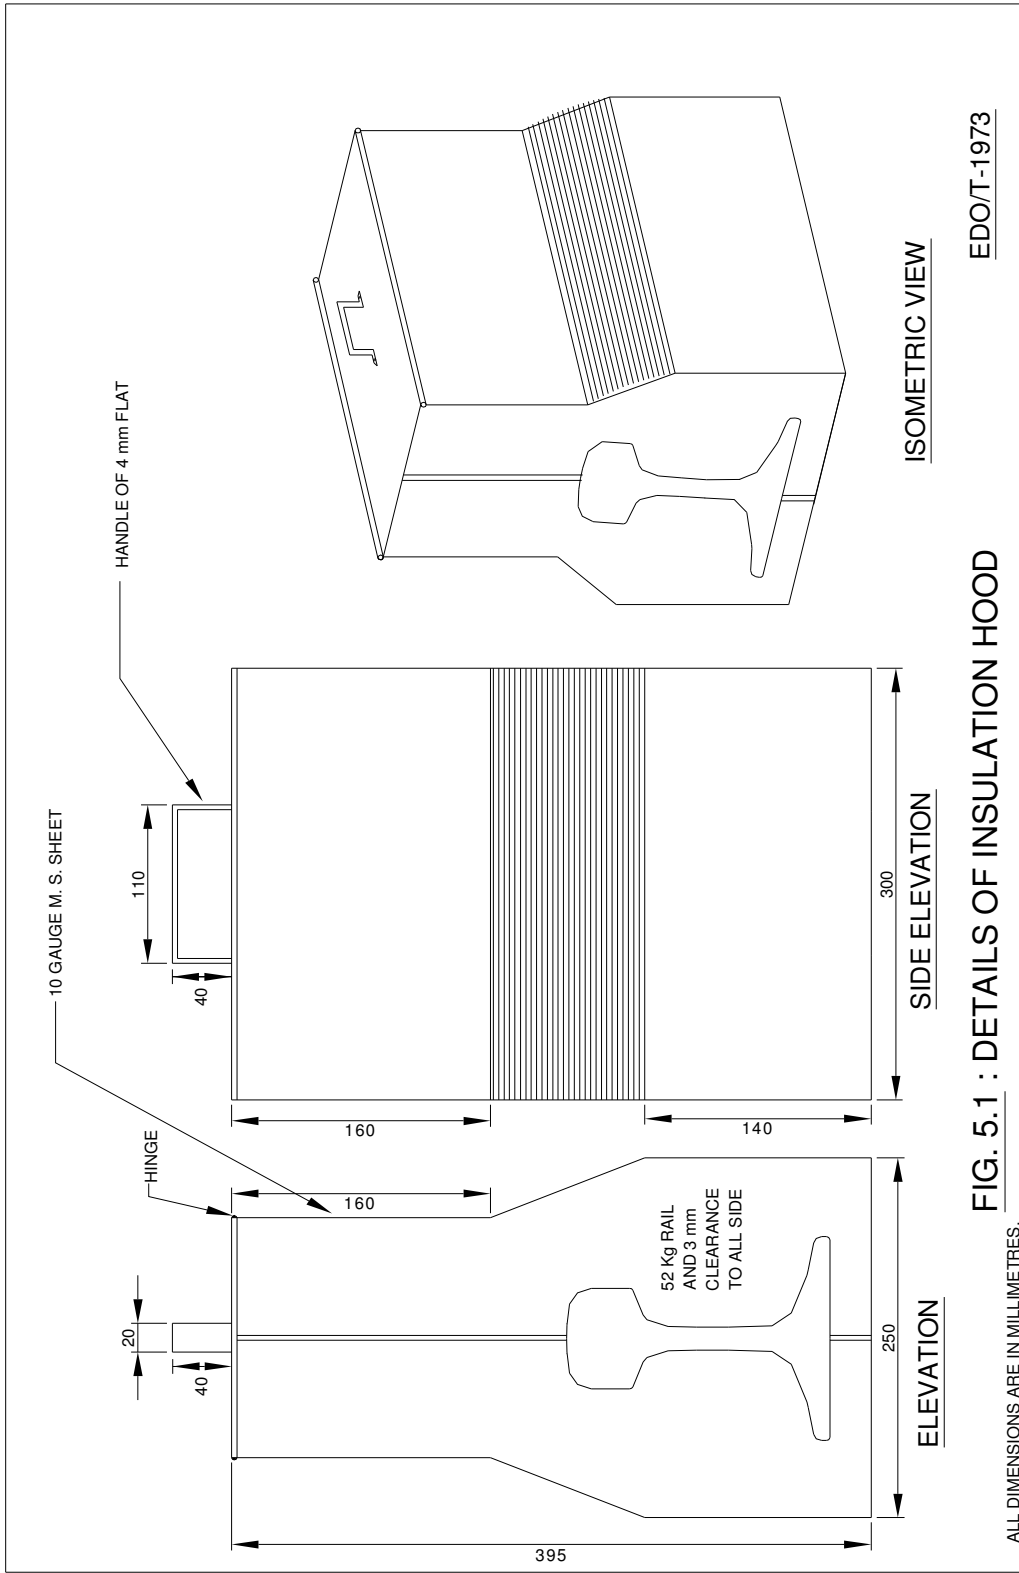 10 GAUGE M. S. SHEET
HANDLE OF 4 mm FLAT
HINGE
20
40
160
52 Kg RAIL
AND 3 mm
CLEARANCE
TO ALL SIDE
395
250
ELEVATION
110
40
160
140
300
SIDE ELEVATION
ISOMETRIC VIEW
EDO/T-1973
FIG. 5.1 : DETAILS OF INSULATION HOOD
ALL DIMENSIONS ARE IN MILLIMETRES.